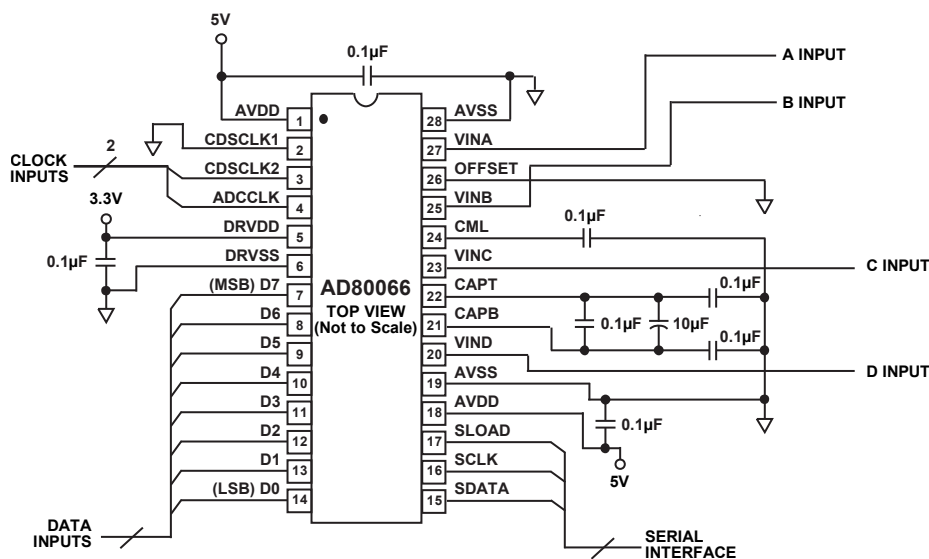 5V
0.1µF
A INPUT
B INPUT
AVDD 1
28 AVSS
CDSCLK1 2
27 VINA
2
CLOCK
INPUTS
CDSCLK2 3
26 OFFSET
ADCCLK 4
25 VINB
3.3V
DRVDD 5
24 CML
0.1µF
0.1µF
DRVSS 6
23 VINC
C INPUT
(MSB) D7 7
22 CAPT
0.1µF
AD80066
TOP VIEW
(Not to Scale)
D6 8
21 CAPB
0.1µF
10µF
0.1µF
D5 9
20 VIND
D INPUT
D4 10
19 AVSS
D3 11
18 AVDD
0.1µF
D2 12
17 SLOAD
D1 13
16 SCLK
5V
(LSB) D0 14
15 SDATA
DATA
INPUTS
SERIAL
INTERFACE